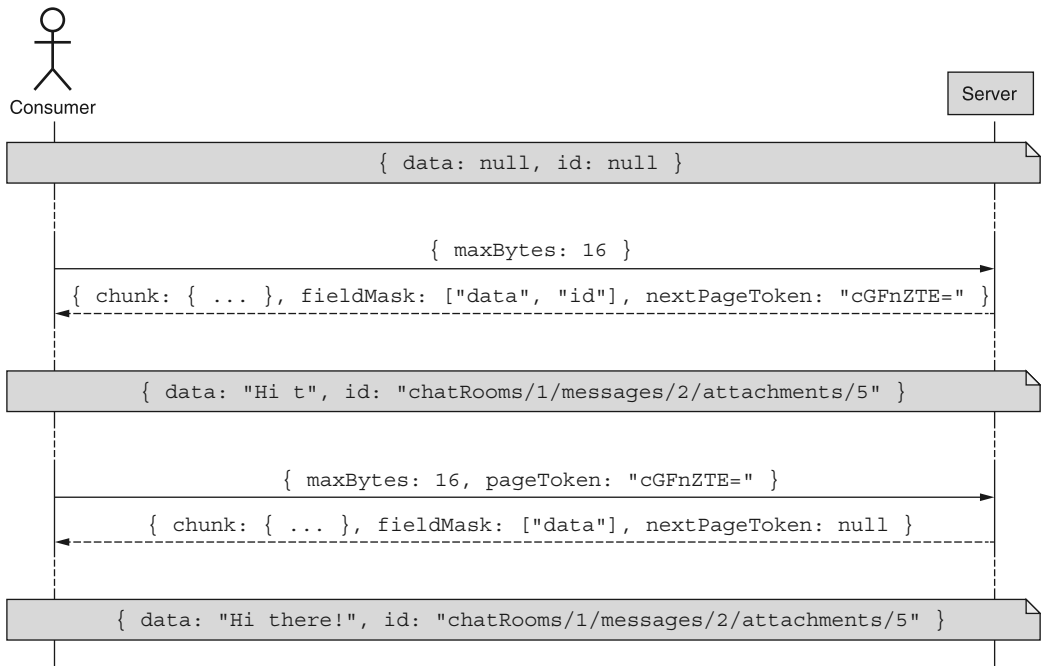 Consumer
Server
{ data: null, id: null }
{ maxBytes: 16 }
{ chunk: { ... }, fieldMask: ["data", "id"], nextPageToken: "cGFnZTE=" }
{ data: "Hi t", id: "chatRooms/1/messages/2/attachments/5" }
{ maxBytes: 16, pageToken: "cGFnZTE=" }
{ chunk: { ... }, fieldMask: ["data"], nextPageToken: null }
{ data: "Hi there!", id: "chatRooms/1/messages/2/attachments/5" }